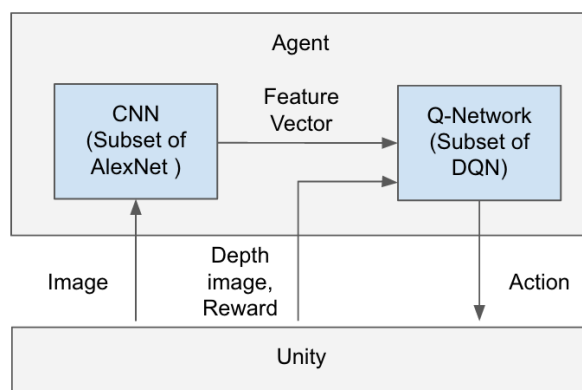 Agent
CNN
(Subset of
AlexNet )
Feature
Vector
Q-Network
(Subset of
DQN)
Image
Depth
image,
Reward
Action
Unity